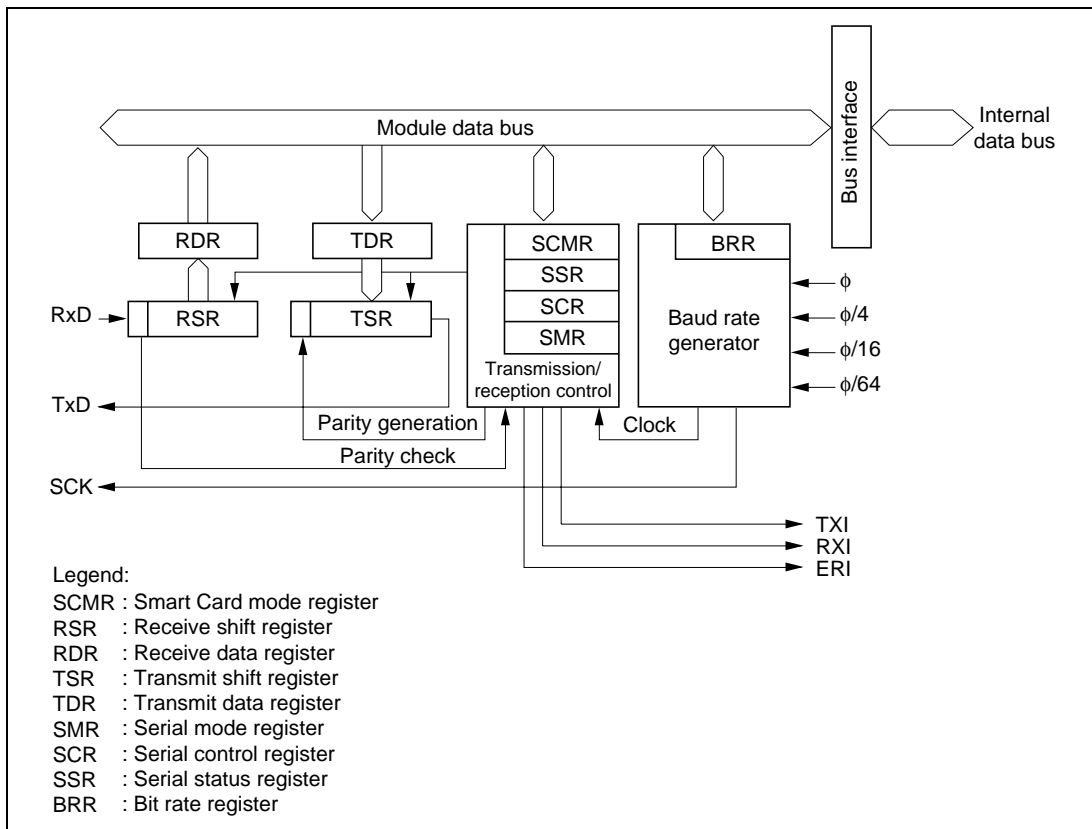 Module data bus
Bus interface
Internal
data bus
RDR
TDR
SCMR
SSR
SCR
SMR
Transmission/
reception control
BRR
Baud rate
generator
RxD
RSR
TSR
ϕ
ϕ/4
ϕ/16
ϕ/64
TxD
Parity generation
Parity check
Clock
SCK
TXI
RXI
ERI
Legend:
SCMR : Smart Card mode register
RSR : Receive shift register
RDR : Receive data register
TSR : Transmit shift register
TDR : Transmit data register
SMR : Serial mode register
SCR : Serial control register
SSR : Serial status register
BRR : Bit rate register